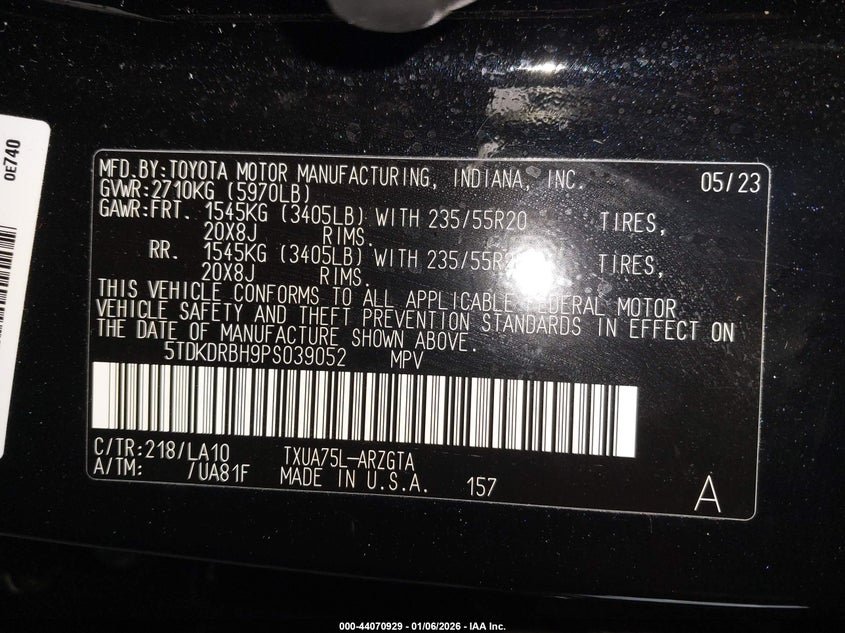 OE740
MFD.BY:TOYOTA MOTOR MANUFACTURING, INDIANA, INC. 05/23
GVWR:2710KG (5970LB)
GAWR:FRT. 1545KG (3405LB) WITH 235/55R20 TIRES,
20X8J RIMS.
RR. 1545KG (3405LB) WITH TIRES,
20X8J RIMS.
THIS VEHICLE CONFORMS TO ALL APPLICABLE FEDERAL MOTOR
VEHICLE SAFETY AND THEFT PREVENTION STANDARDS IN EFFECT ON
THE DATE OF MANUFACTURE SHOWN ABOVE.
5TDKDRBH9PS039052 MPV
C/TR:218/LA10 TXUA75L-ARZGTA
A/TM: /UA81F MADE IN U.S.A. 157
A
000-44070929 - 01/06/2026 - IAA Inc.